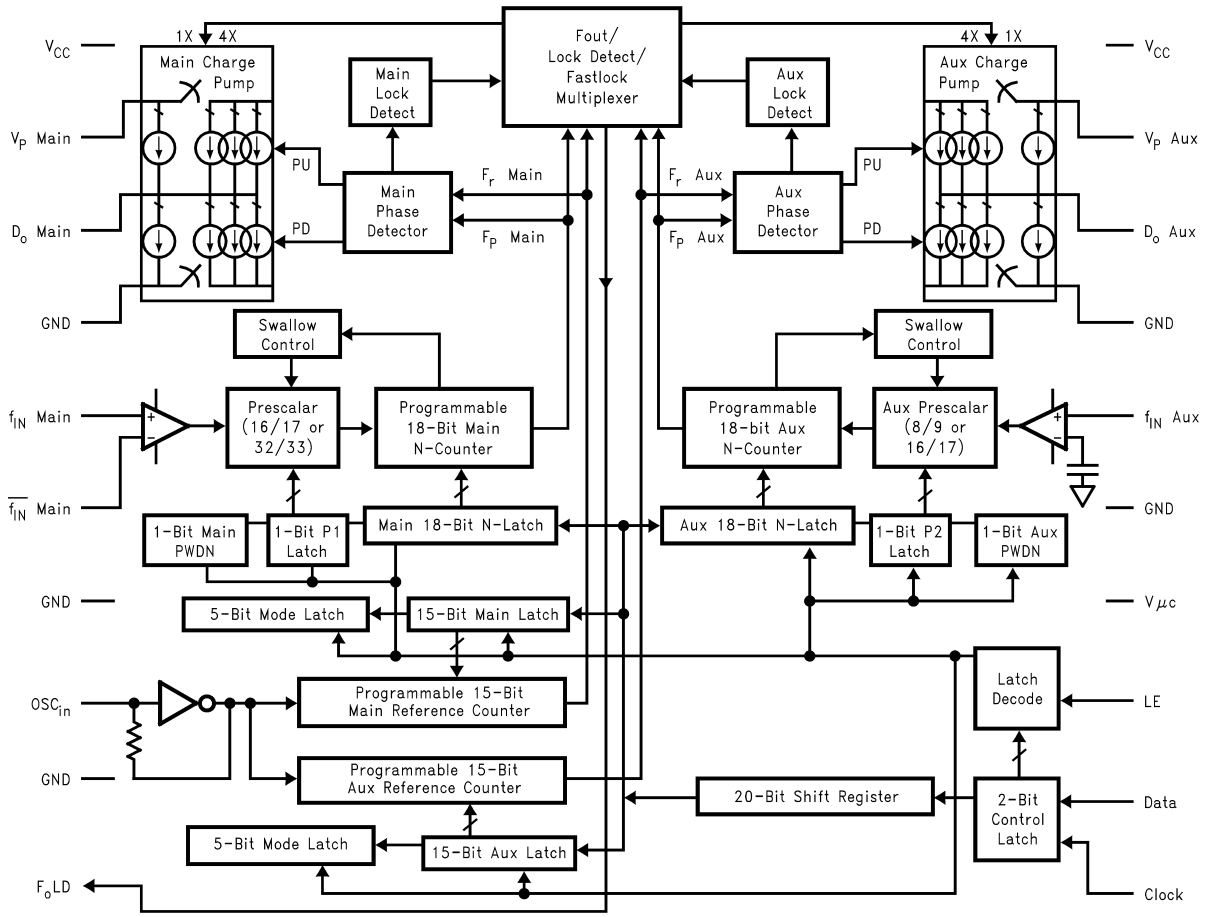 Fout/
Lock Detect/
Fastlock
Multiplexer
1X 4X
4X 1X
V_CC
V_CC
Main Charge
Pump
Main
Lock
Detect
Aux
Lock
Detect
Aux Charge
Pump
V_P Main
V_P Aux
PU
F_r Main
F_r Aux
PU
Main
Phase
Detector
Aux
Phase
Detector
D_o Main
PD
F_P Main
F_P Aux
PD
D_o Aux
GND
GND
Swallow
Control
Swallow
Control
f_IN Main
+
−
Prescalar
(16/17 or
32/33)
Programmable
18-Bit Main
N-Counter
Programmable
18-bit Aux
N-Counter
Aux Prescalar
(8/9 or
16/17)
+
−
f_IN Aux
f̅_I̅N̅ Main
GND
1-Bit Main
PWDN
1-Bit P1
Latch
Main 18-Bit N-Latch
Aux 18-Bit N-Latch
1-Bit P2
Latch
1-Bit Aux
PWDN
GND
5-Bit Mode Latch
15-Bit Main Latch
Vμc
OSC_in
Programmable 15-Bit
Main Reference Counter
Latch
Decode
LE
GND
Programmable 15-Bit
Aux Reference Counter
20-Bit Shift Register
2-Bit
Control
Latch
Data
5-Bit Mode Latch
15-Bit Aux Latch
F_oLD
Clock